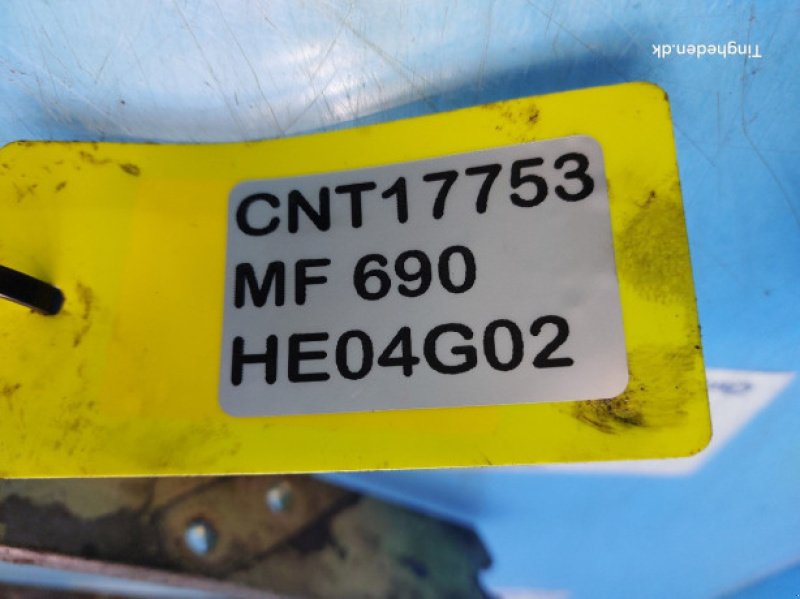 Tingheden.dk
CNT17753
MF 690
HE04G02